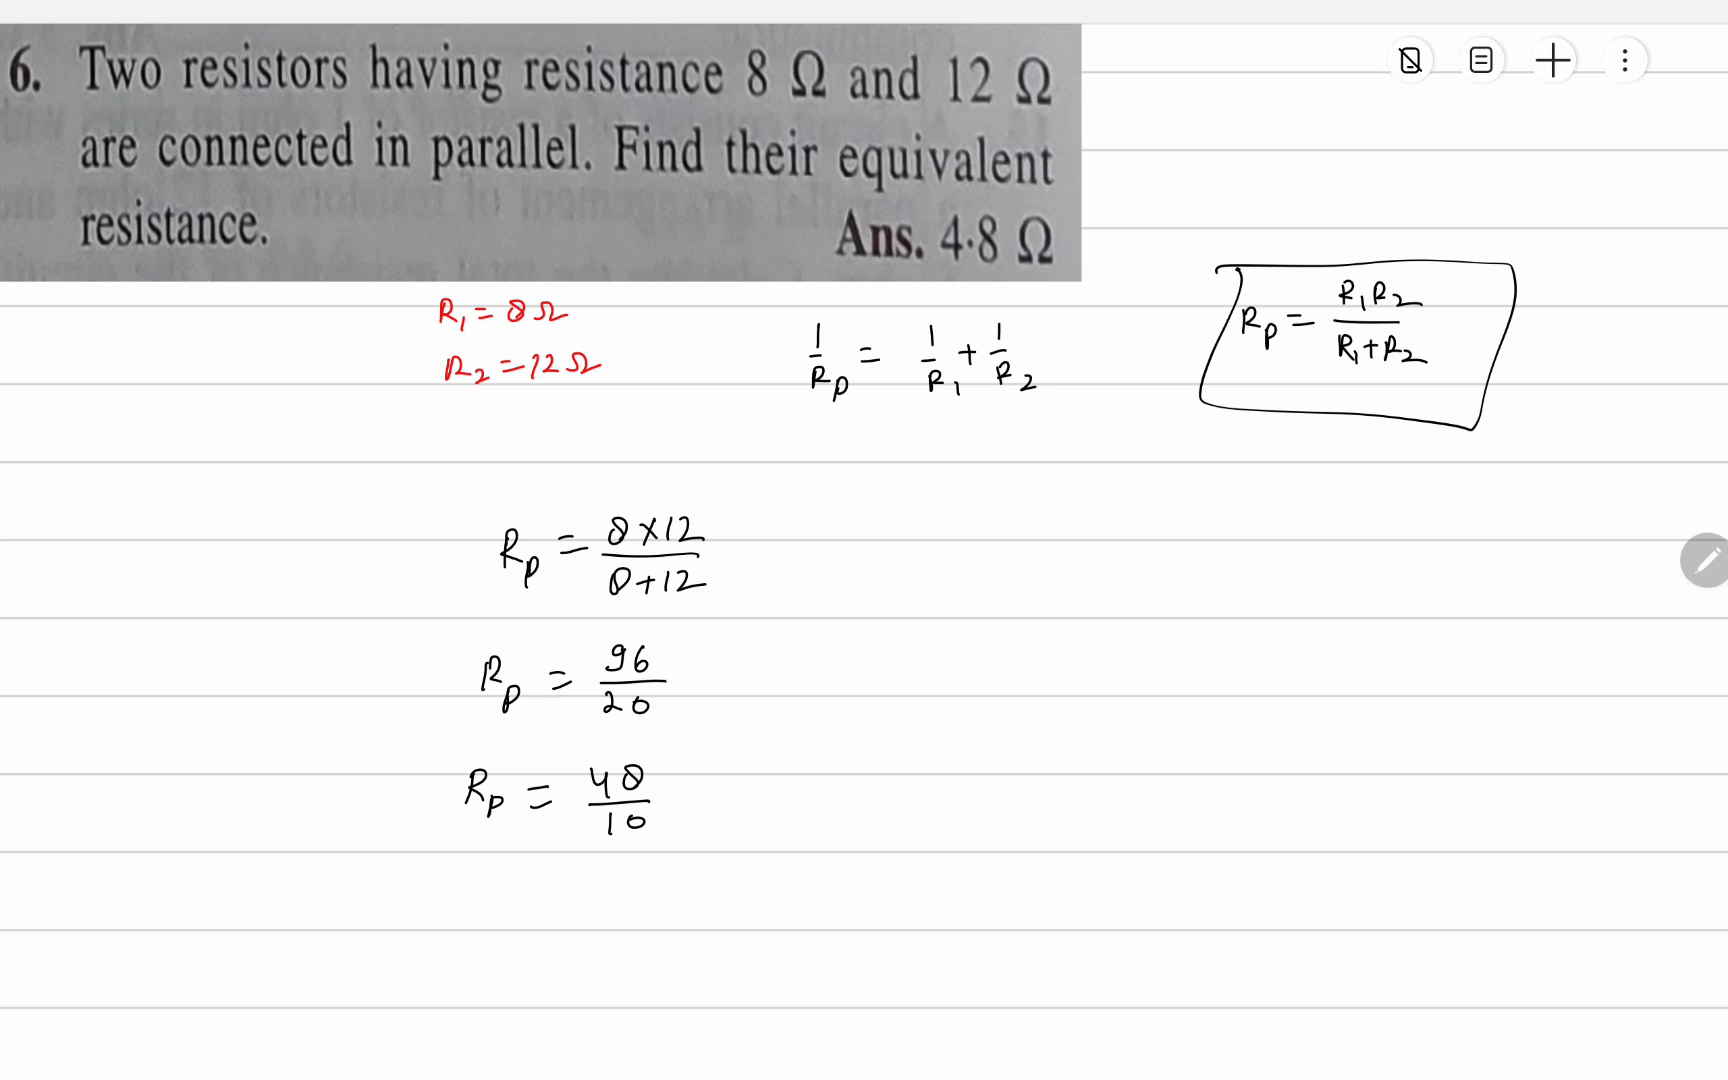 6. Two resistors having resistance 8 Ω and 12 Ω
are connected in parallel. Find their equivalent
resistance. Ans. 4·8 Ω
R₁ = 8 Ω
R₂ = 12 Ω
1/Rp = 1/R₁ + 1/R₂
Rp = R₁R₂/R₁+R₂
Rp = 8×12/8+12
Rp = 96/20
Rp = 48/10